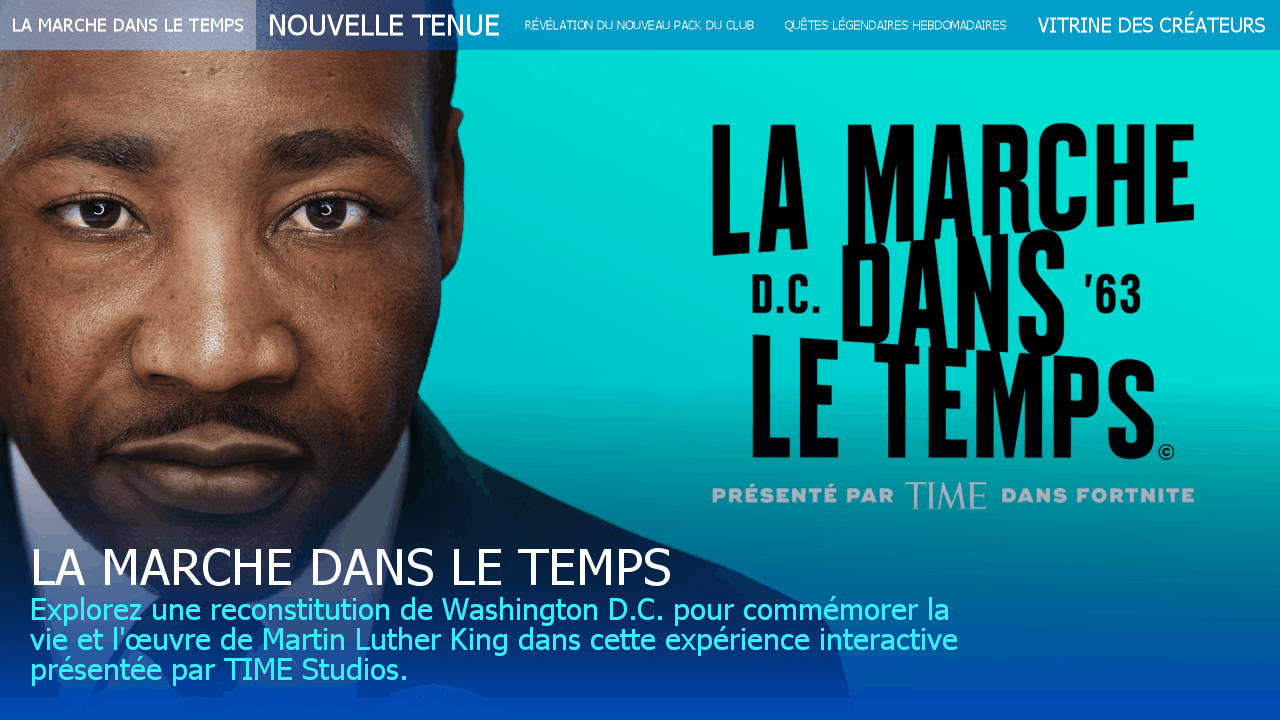 LA MARCHE DANS LE TEMPS
NOUVELLE TENUE
RÉVÉLATION DU NOUVEAU PACK DU CLUB
QUÊTES LÉGENDAIRES HEBDOMADAIRES
VITRINE DES CRÉATEURS
LA MARCHE
D.C. DANS '63
LE TEMPS©
PRÉSENTÉ PAR TIME DANS FORTNITE
LA MARCHE DANS LE TEMPS
Explorez une reconstitution de Washington D.C. pour commémorer la
vie et l'œuvre de Martin Luther King dans cette expérience interactive
présentée par TIME Studios.